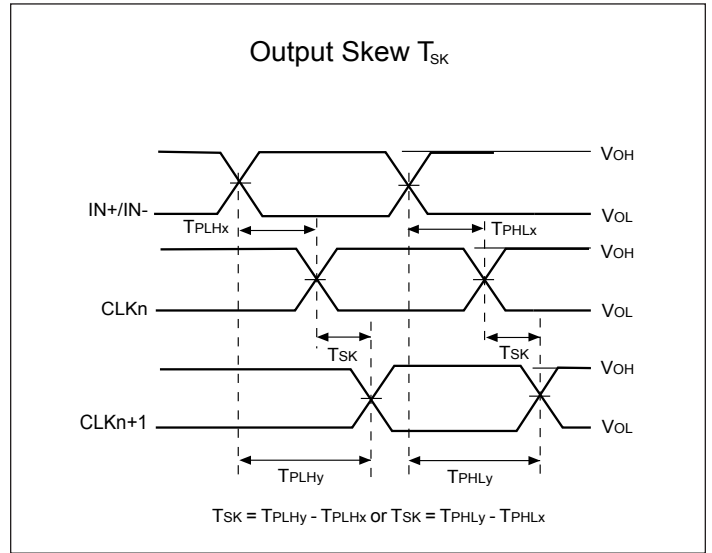 Output Skew TSK
VOH
IN+/IN-
VOL
TPLHx
TPHLx
VOH
CLKn
VOL
TSK
TSK
VOH
CLKn+1
VOL
TPLHy
TPHLy
TSK = TPLHy - TPLHx or TSK = TPHLy - TPHLx